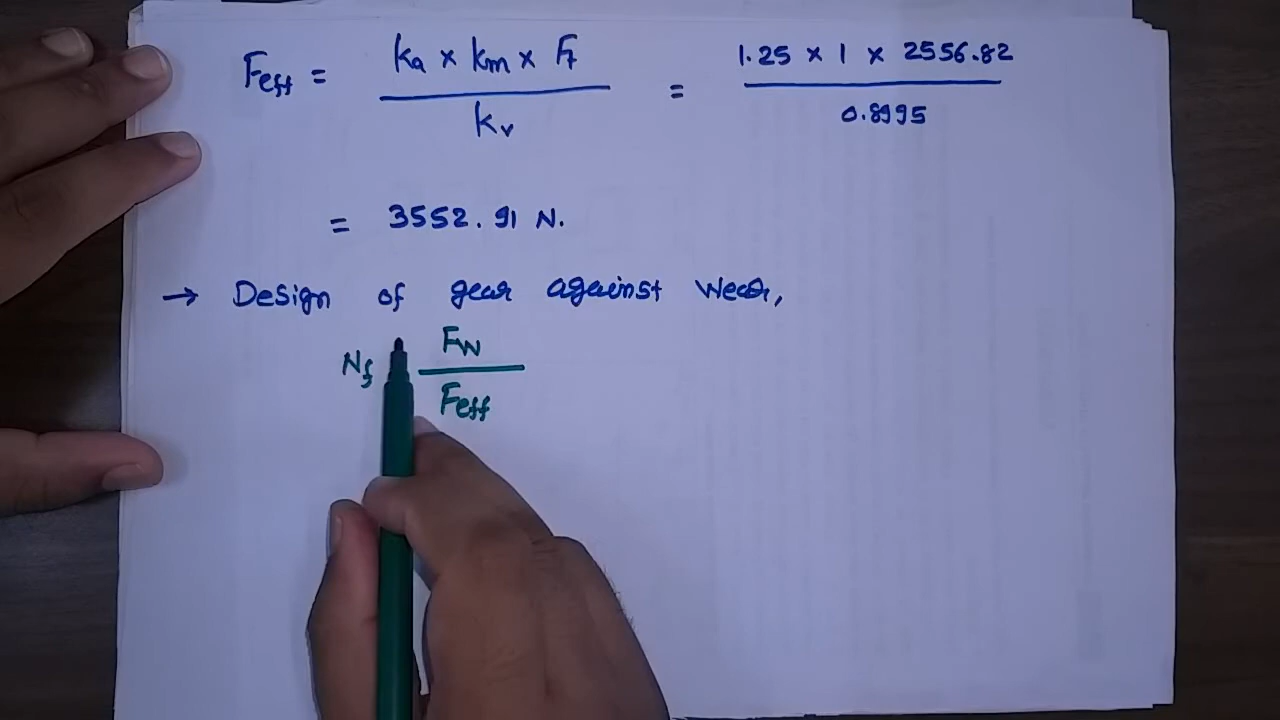 Feff = ka × km × Ft / kv = 1.25 × 1 × 2556.82 / 0.8995
= 3552.91 N.
→ Design of gear against wear,
Nf FW / Feff